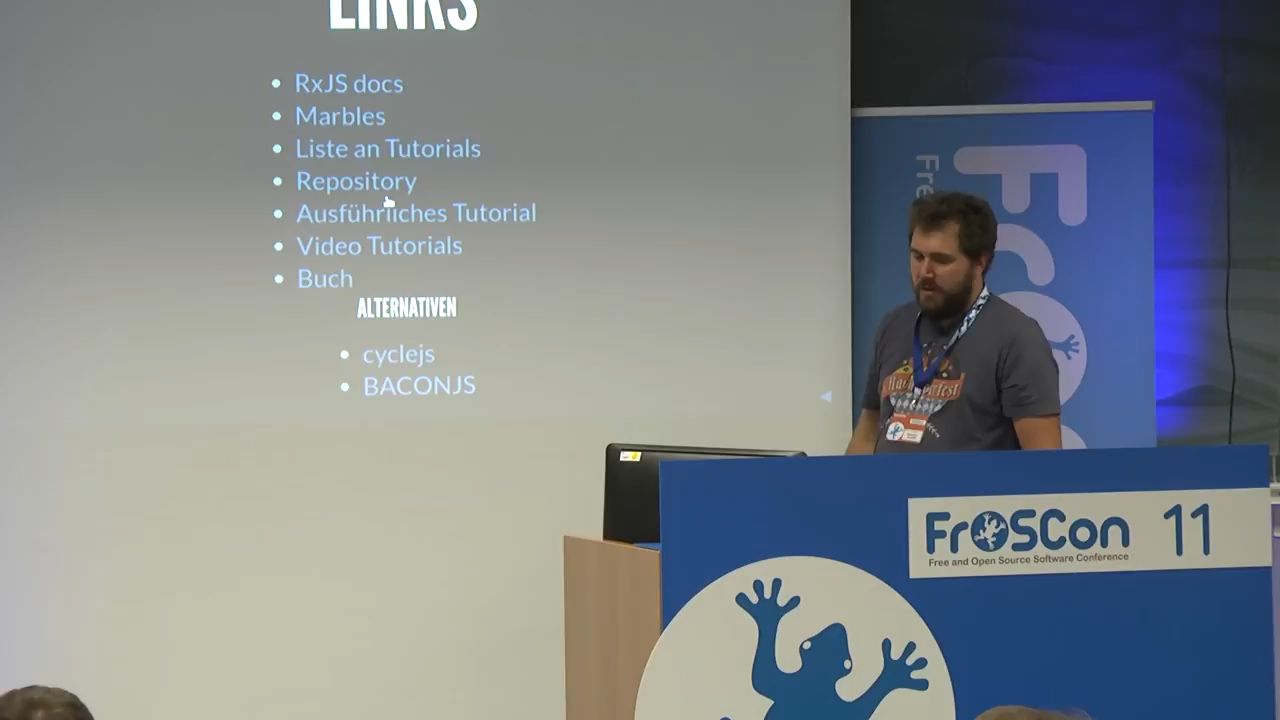 LINKS
RxJS docs
Marbles
Liste an Tutorials
Repository
Ausführliches Tutorial
Video Tutorials
Buch
ALTERNATIVEN
cyclejs
BACONJS
Fre
FrOSCon 11
Free and Open Source Software Conference